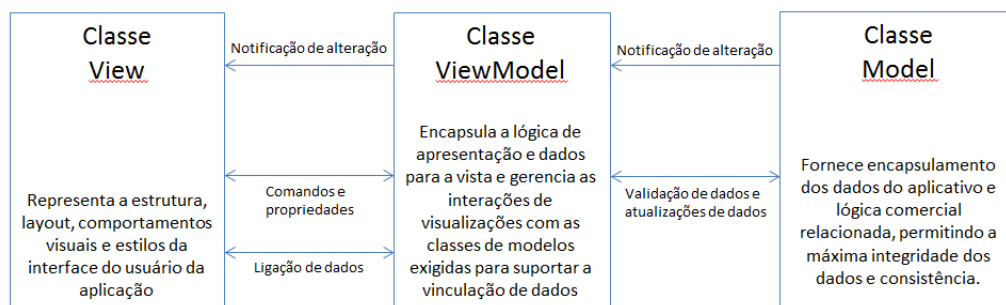 Classe
View
Representa a estrutura,
layout, comportamentos
visuais e estilos da
interface do usuário da
aplicação
Notificação de alteração
Comandos e
propriedades
Ligação de dados
Classe
ViewModel
Encapsula a lógica de
apresentação e dados
para a vista e gerencia as
interações de
visualizações com as
classes de modelos
exigidas para suportar a
vinculação de dados
Notificação de alteração
Validação de dados e
atualizações de dados
Classe
Model
Fornece encapsulamento
dos dados do aplicativo e
lógica comercial
relacionada, permitindo a
máxima integridade dos
dados e consistência.